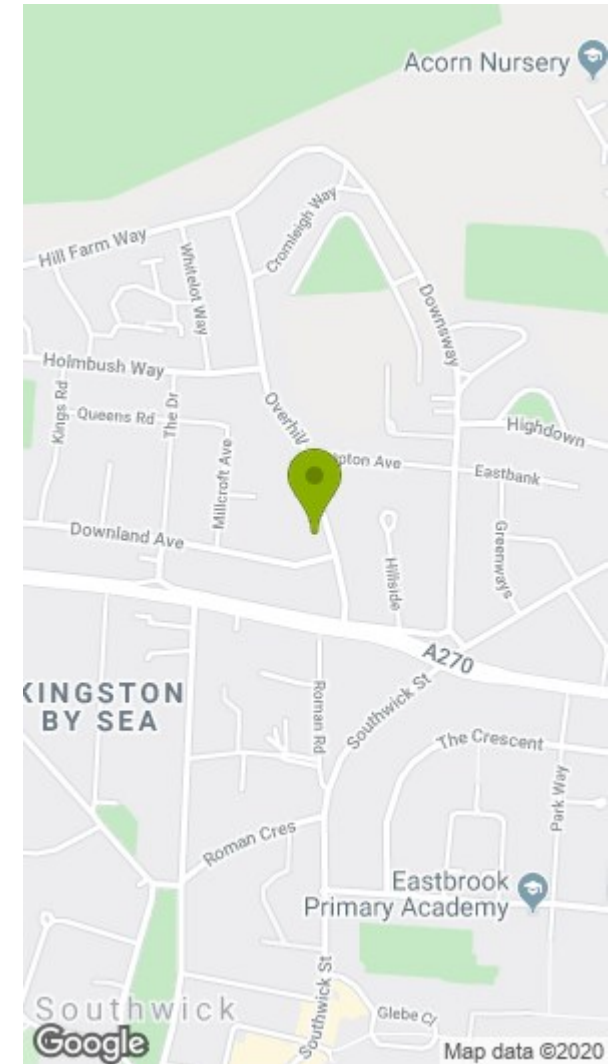 Acorn Nursery
Cromleigh Way
Hill Farm Way
Whitelot Way
Downsway
Holmbush Way
Kings Rd
Queens Rd
The Dr
Overhill
Highdown
Millcroft Ave
pton Ave
Eastbank
Downland Ave
Hillside
Greenways
A270
KINGSTON
BY SEA
Roman Rd
Southwick St
The Crescent
Park Way
Roman Cres
Eastbrook
Primary Academy
Southwick St
Southwick
Glebe Cl
Google
Map data ©2020